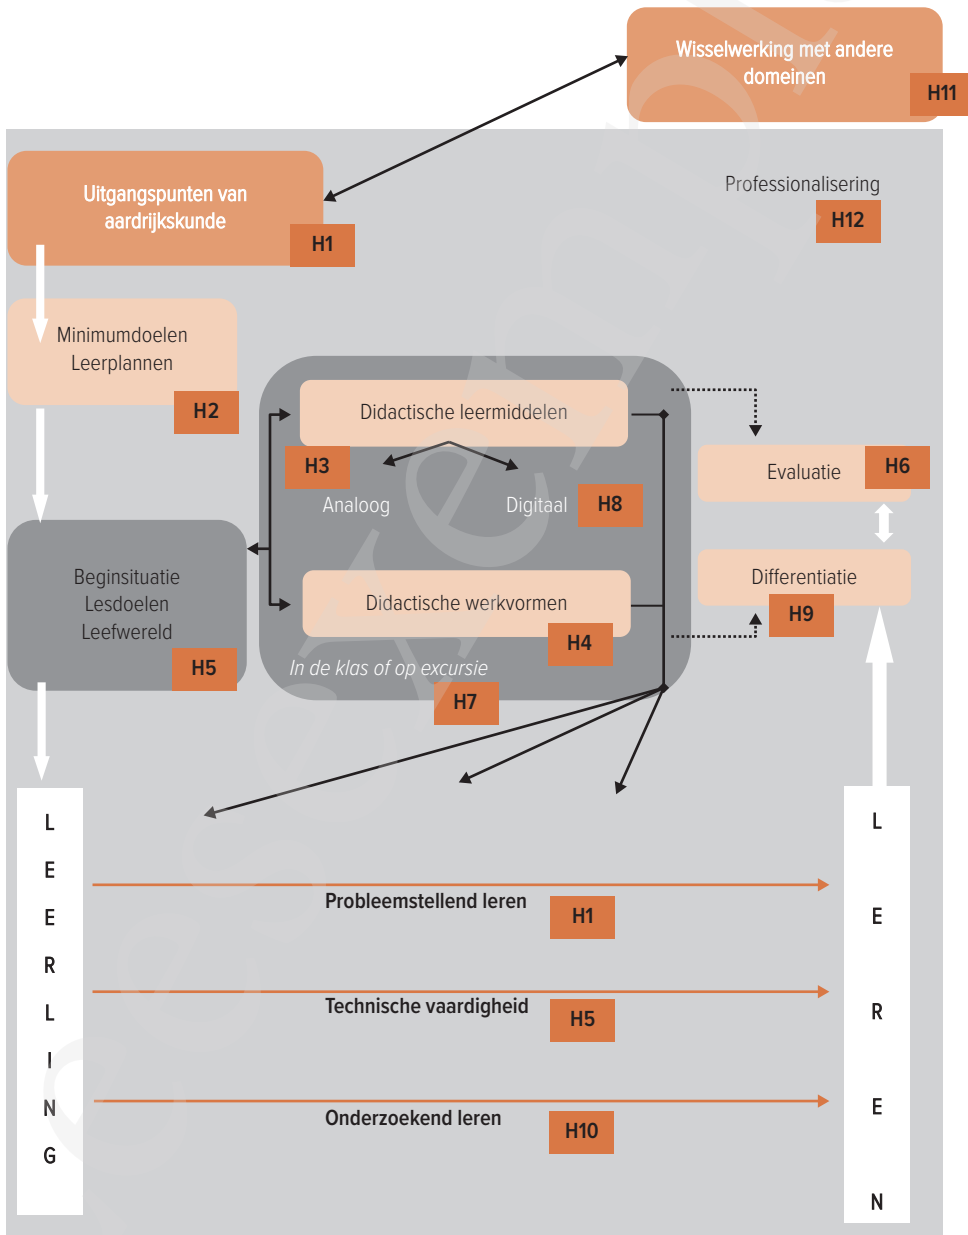 Wisselwerking met andere
domeinen
H11
Uitgangspunten van
aardrijkskunde
H1
Professionalisering
H12
Minimumdoelen
Leerplannen
H2
Didactische leermiddelen
H3
Analoog
Digitaal
H8
Evaluatie
H6
Beginsituatie
Lesdoelen
Leefwereld
H5
Didactische werkvormen
H4
In de klas of op excursie
H7
Differentiatie
H9
LEERLING
Probleemstellend leren
H1
Technische vaardigheid
H5
Onderzoekend leren
H10
LEREN